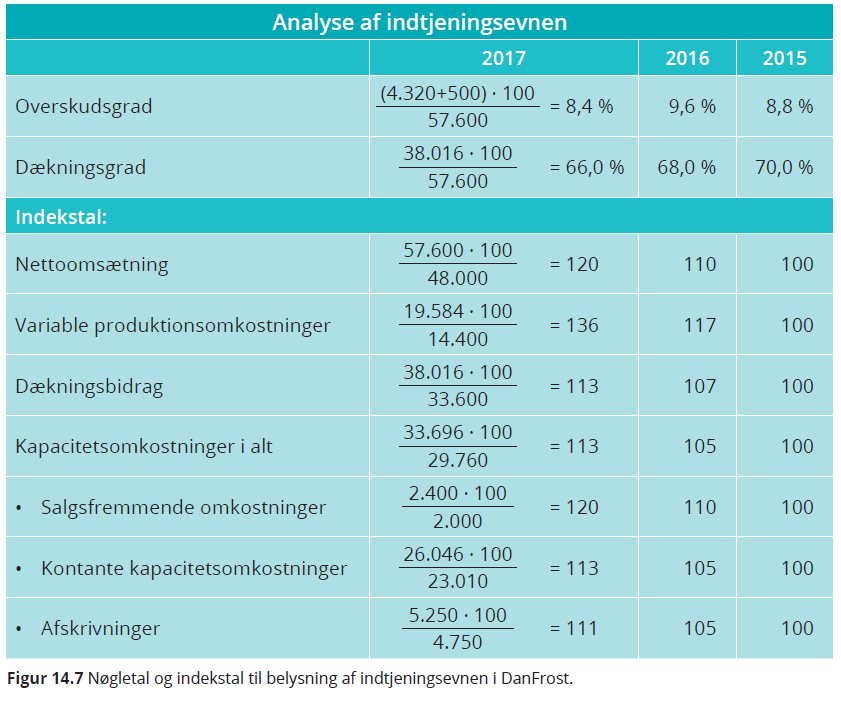 Analyse af indtjeningsevnen
2017 2016 2015
Overskudsgrad (4.320+500) · 100 / 57.600 = 8,4 % 9,6 % 8,8 %
Dækningsgrad 38.016 · 100 / 57.600 = 66,0 % 68,0 % 70,0 %
Indekstal:
Nettoomsætning 57.600 · 100 / 48.000 = 120 110 100
Variable produktionsomkostninger 19.584 · 100 / 14.400 = 136 117 100
Dækningsbidrag 38.016 · 100 / 33.600 = 113 107 100
Kapacitetsomkostninger i alt 33.696 · 100 / 29.760 = 113 105 100
• Salgsfremmende omkostninger 2.400 · 100 / 2.000 = 120 110 100
• Kontante kapacitetsomkostninger 26.046 · 100 / 23.010 = 113 105 100
• Afskrivninger 5.250 · 100 / 4.750 = 111 105 100
Figur 14.7 Nøgletal og indekstal til belysning af indtjeningsevnen i DanFrost.